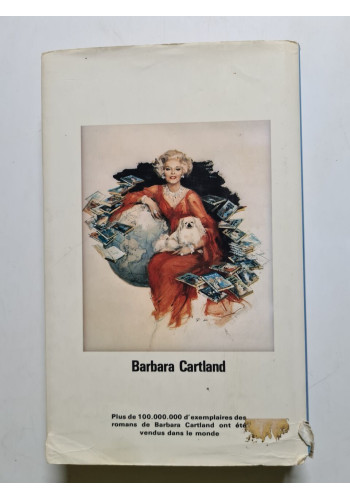 Barbara Cartland
Plus de 100.000.000 d'exemplaires des
romans de Barbara Cartland ont été
vendus dans le monde